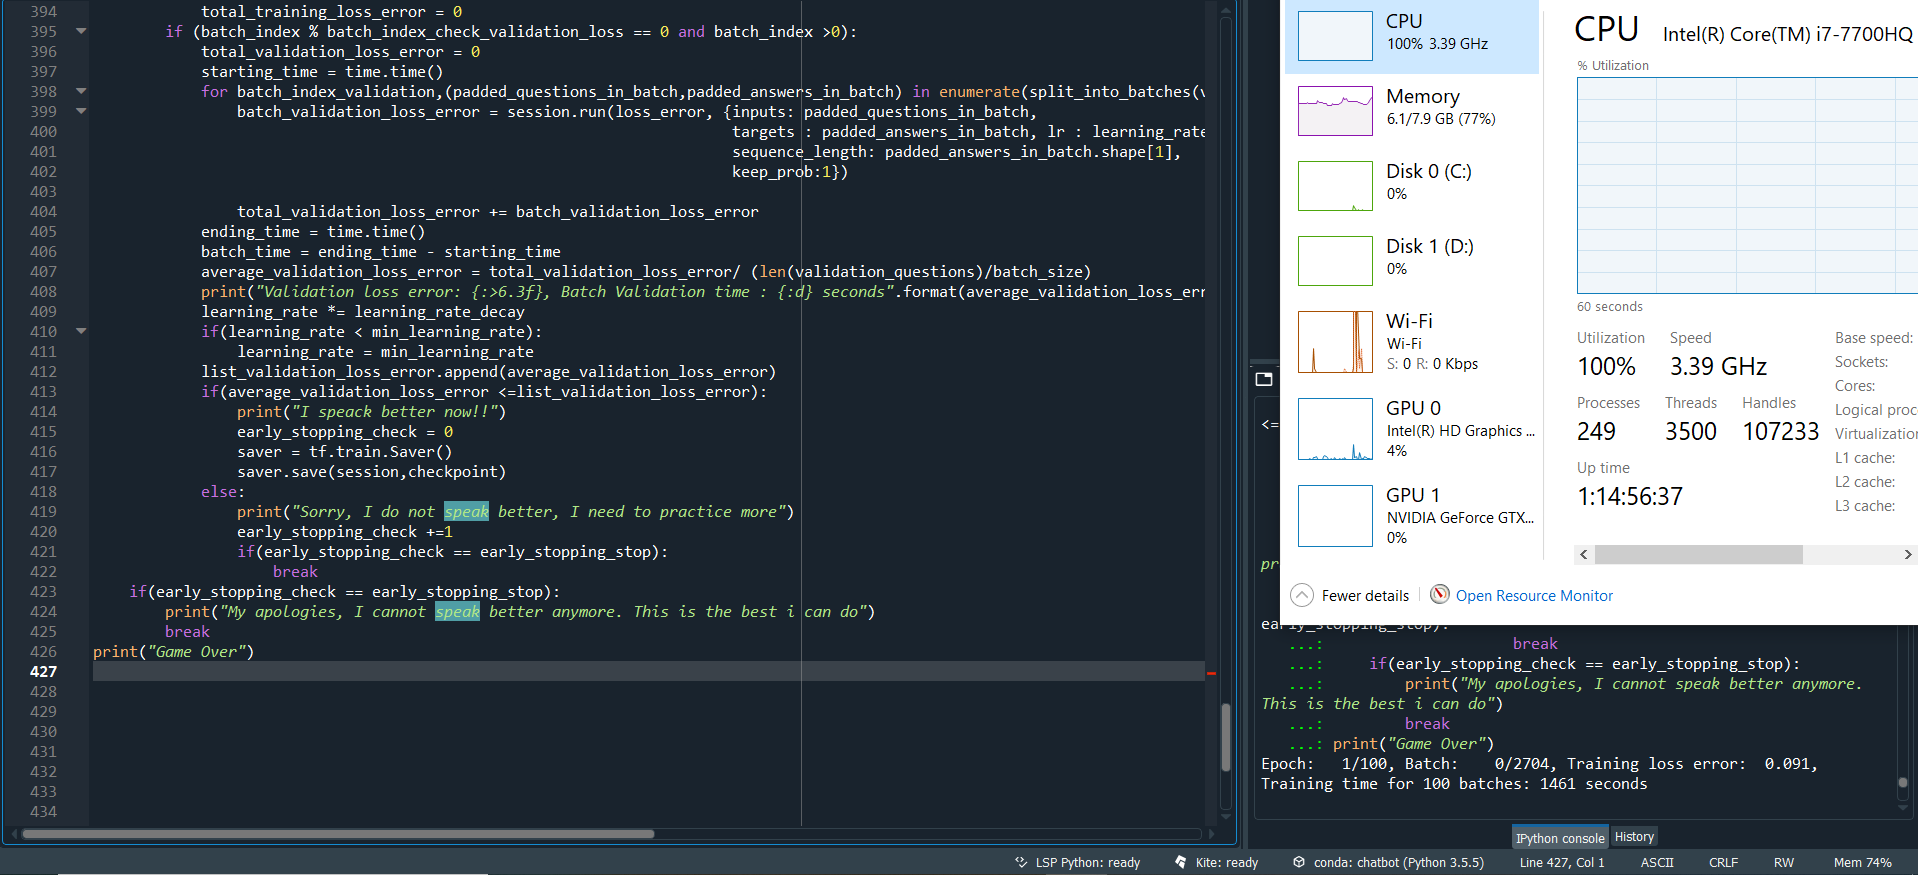 394 total_training_loss_error = 0
395 if (batch_index % batch_index_check_validation_loss == 0 and batch_index >0):
396 total_validation_loss_error = 0
397 starting_time = time.time()
398 for batch_index_validation,(padded_questions_in_batch,padded_answers_in_batch) in enumerate(split_into_batches(v
399 batch_validation_loss_error = session.run(loss_error, {inputs: padded_questions_in_batch,
400 targets : padded_answers_in_batch, lr : learning_rate
401 sequence_length: padded_answers_in_batch.shape[1],
402 keep_prob:1})
403
404 total_validation_loss_error += batch_validation_loss_error
405 ending_time = time.time()
406 batch_time = ending_time - starting_time
407 average_validation_loss_error = total_validation_loss_error/ (len(validation_questions)/batch_size)
408 print("Validation loss error: {:>6.3f}, Batch Validation time : {:d} seconds".format(average_validation_loss_err
409 learning_rate *= learning_rate_decay
410 if(learning_rate < min_learning_rate):
411 learning_rate = min_learning_rate
412 list_validation_loss_error.append(average_validation_loss_error)
413 if(average_validation_loss_error <=list_validation_loss_error):
414 print("I speack better now!!")
415 early_stopping_check = 0
416 saver = tf.train.Saver()
417 saver.save(session,checkpoint)
418 else:
419 print("Sorry, I do not speak better, I need to practice more")
420 early_stopping_check +=1
421 if(early_stopping_check == early_stopping_stop):
422 break
423 if(early_stopping_check == early_stopping_stop):
424 print("My apologies, I cannot speak better anymore. This is the best i can do")
425 break
426 print("Game Over")
427
428
429
430
431
432
433
434
CPU
100% 3.39 GHz
Memory
6.1/7.9 GB (77%)
Disk 0 (C:)
0%
Disk 1 (D:)
0%
Wi-Fi
Wi-Fi
S: 0 R: 0 Kbps
GPU 0
Intel(R) HD Graphics ...
4%
GPU 1
NVIDIA GeForce GTX...
0%
CPU Intel(R) Core(TM) i7-7700HQ
% Utilization
60 seconds
Utilization Speed Base speed:
100% 3.39 GHz Sockets:
Cores:
Processes Threads Handles Logical proc
249 3500 107233 Virtualization
L1 cache:
Up time L2 cache:
1:14:56:37 L3 cache:
Fewer details Open Resource Monitor
<=
pr
early_stopping_stop):
...: break
...: if(early_stopping_check == early_stopping_stop):
...: print("My apologies, I cannot speak better anymore.
This is the best i can do")
...: break
...: print("Game Over")
Epoch: 1/100, Batch: 0/2704, Training loss error: 0.091,
Training time for 100 batches: 1461 seconds
IPython console History
LSP Python: ready Kite: ready conda: chatbot (Python 3.5.5) Line 427, Col 1 ASCII CRLF RW Mem 74%